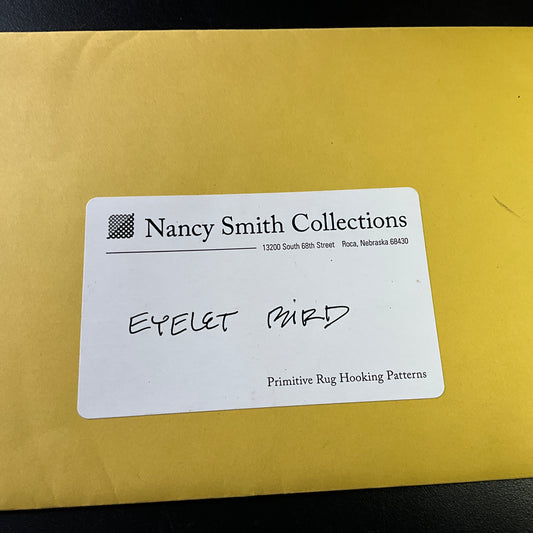 Nancy Smith Collections
13200 South 68th Street Roca, Nebraska 68430
EYELET BIRD
Primitive Rug Hooking Patterns